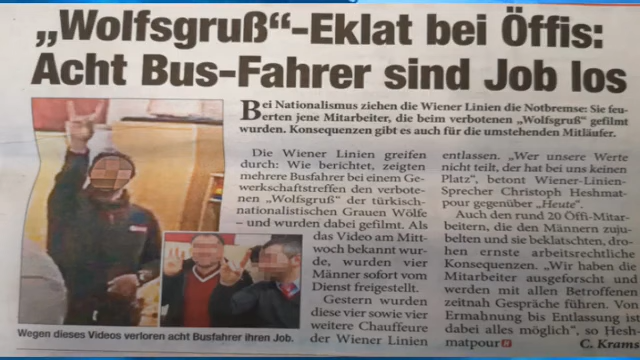 „Wolfsgruß“-Eklat bei Öffis:
Acht Bus-Fahrer sind Job los
Bei Nationalismus ziehen die Wiener Linien die Notbremse: Sie feu-
erten jene Mitarbeiter, die beim verbotenen „Wolfsgruß“ gefilmt
wurden. Konsequenzen gibt es auch für die umstehenden Mitläufer.
Die Wiener Linien greifen
durch: Wie berichtet, zeigten
mehrere Busfahrer bei einem Ge-
werkschaftstreffen den verbote-
nen „Wolfsgruß“ der türkisch-
nationalistischen Grauen Wölfe
– und wurden dabei gefilmt. Als
das Video am Mitt-
woch bekannt wur-
de, wurden vier
Männer sofort vom
Dienst freigestellt.
Gestern wurden
diese vier sowie vier
weitere Chauffeure
der Wiener Linien
entlassen. „Wer unsere Werte
nicht teilt, der hat bei uns keinen
Platz“, betont Wiener-Linien-
Sprecher Christoph Heshmat-
pour gegenüber „Heute“.
Auch den rund 20 Öffi-Mitar-
beitern, die den Männern zuju-
belten und sie beklatschten, dro-
hen ernste arbeitsrechtliche
Konsequenzen. „Wir haben die
Mitarbeiter ausgeforscht und
werden mit allen Betroffenen
zeitnah Gespräche führen. Von
Ermahnung bis Entlassung ist
dabei alles möglich“, so Hesh-
matpour
C. Krams
Wegen dieses Videos verloren acht Busfahrer ihren Job.